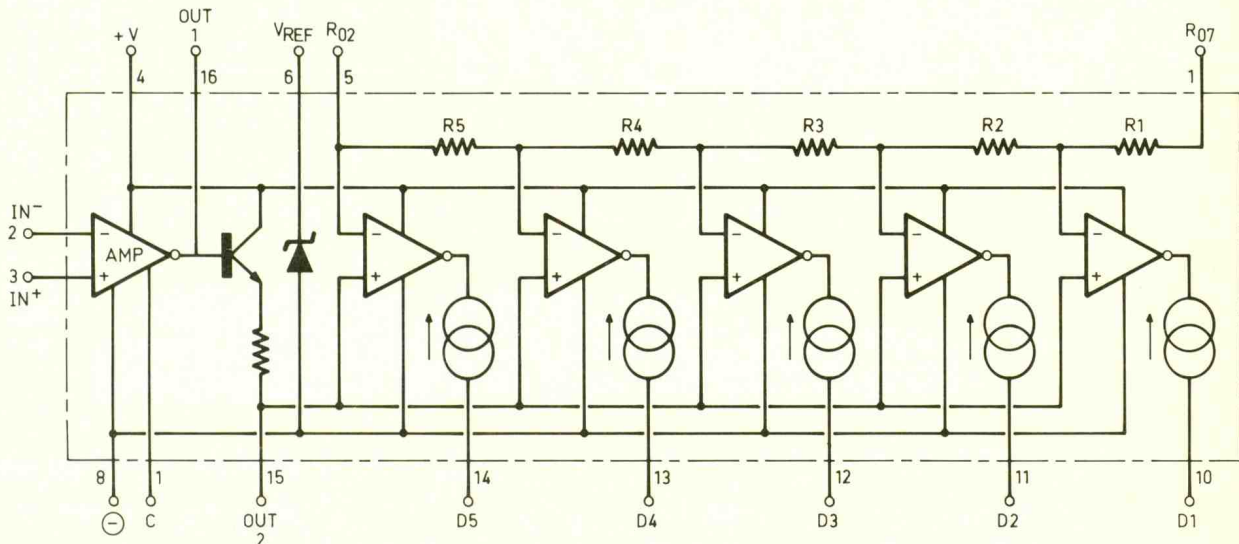 OUT
+V 1 VREF R02 R07
4 16 6 5 1
R5 R4 R3 R2 R1
IN⁻
2 − − − − − −
AMP
3 + + + + + +
IN⁺
8 1 15 14 13 12 11 10
⊖ C OUT D5 D4 D3 D2 D1
2